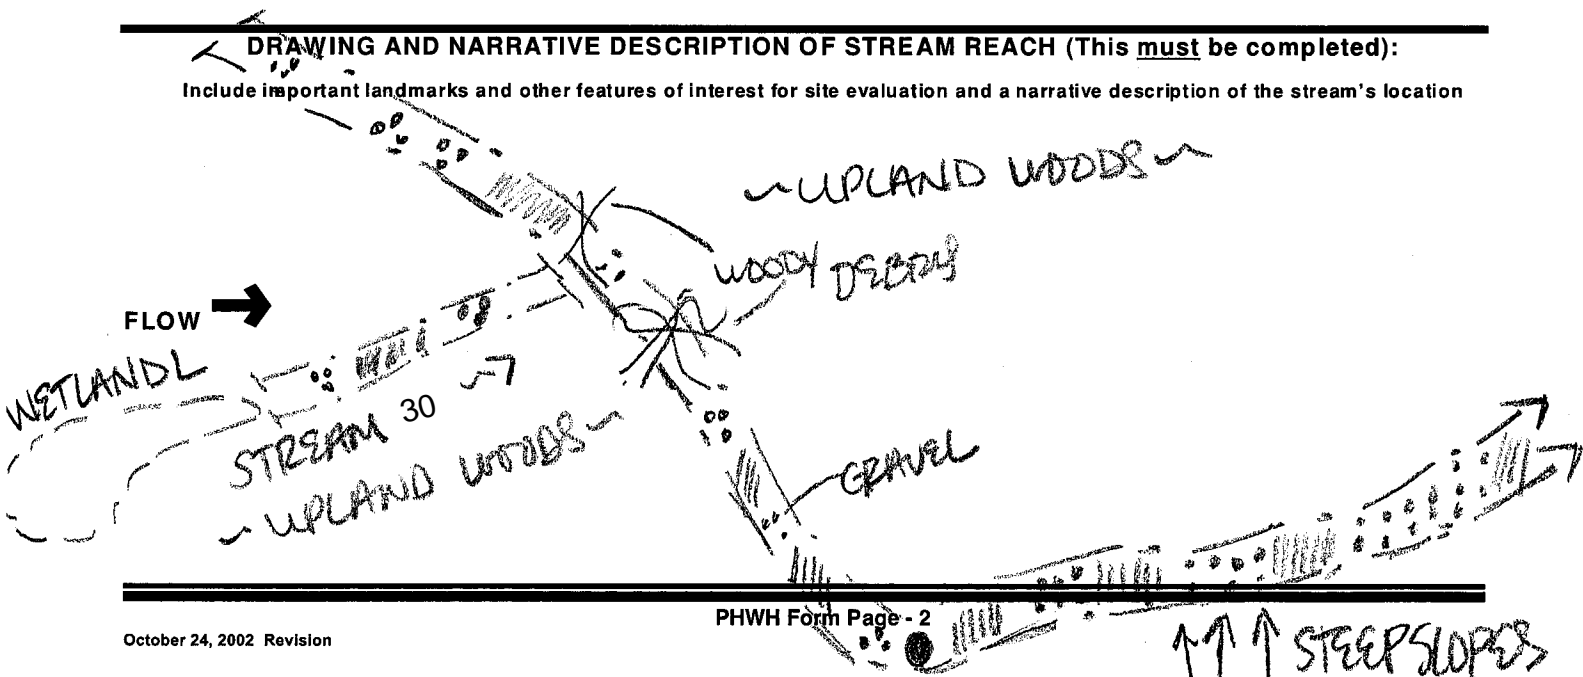 DRAWING AND NARRATIVE DESCRIPTION OF STREAM REACH (This must be completed):
Include important landmarks and other features of interest for site evaluation and a narrative description of the stream's location
~UPLAND WOODS~
WOODY DEBRIS
FLOW
WETLAND L
STREAM 30
~UPLAND WOODS~
GRAVEL
PHWH Form Page - 2
October 24, 2002 Revision
STEEP SLOPES